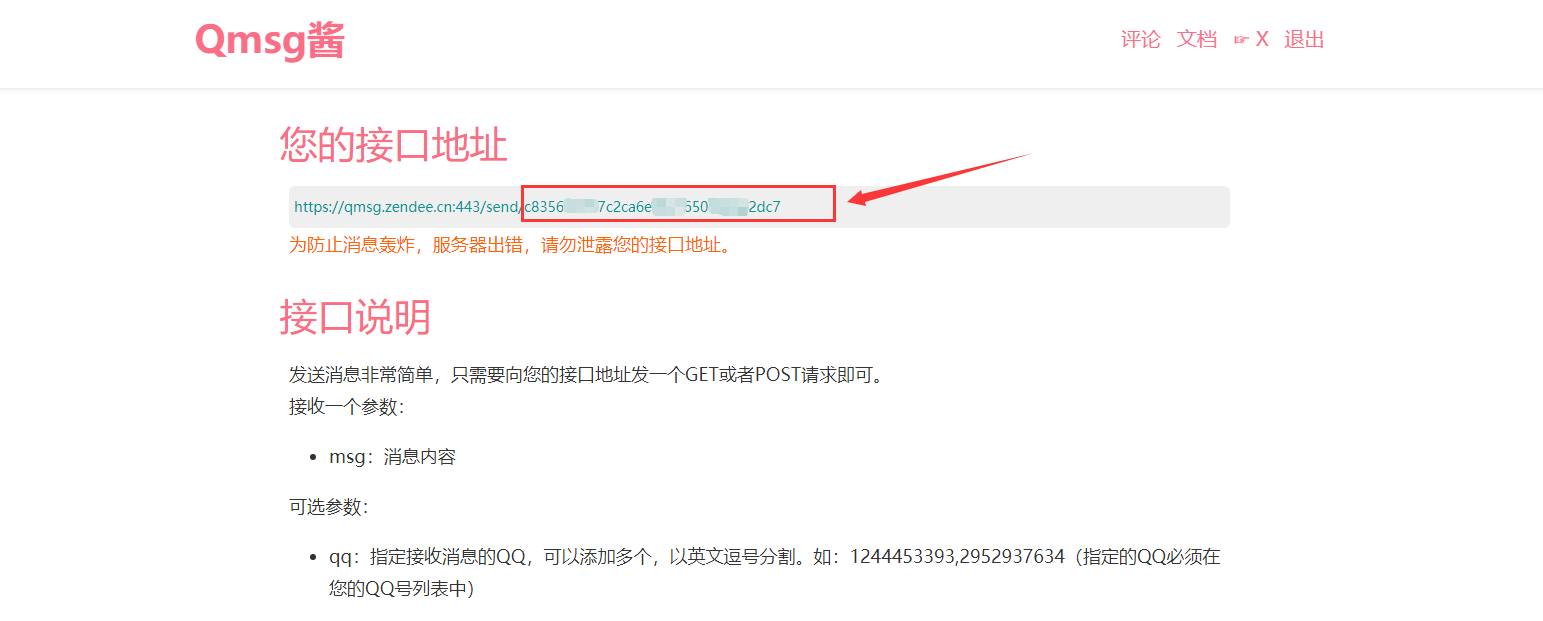 Qmsg酱
评论 文档 ☞ X 退出
您的接口地址
https://qmsg.zendee.cn:443/send/c8356 7c2ca6e 650 2dc7
为防止消息轰炸，服务器出错，请勿泄露您的接口地址。
接口说明
发送消息非常简单，只需要向您的接口地址发一个GET或者POST请求即可。
接收一个参数：
• msg：消息内容
可选参数：
• qq：指定接收消息的QQ，可以添加多个，以英文逗号分割。如：1244453393,2952937634（指定的QQ必须在
您的QQ号列表中）